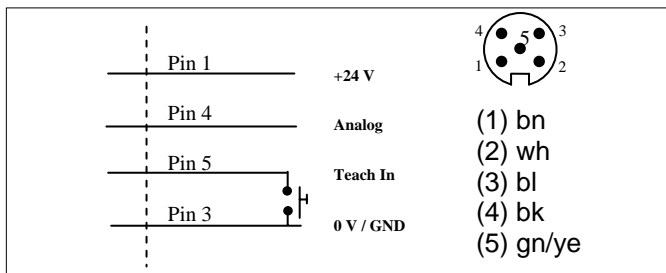 Pin 1
+24 V
Pin 4
Analog
Pin 5
Teach In
Pin 3
0 V / GND
4 5 3
1 2
(1) bn
(2) wh
(3) bl
(4) bk
(5) gn/ye